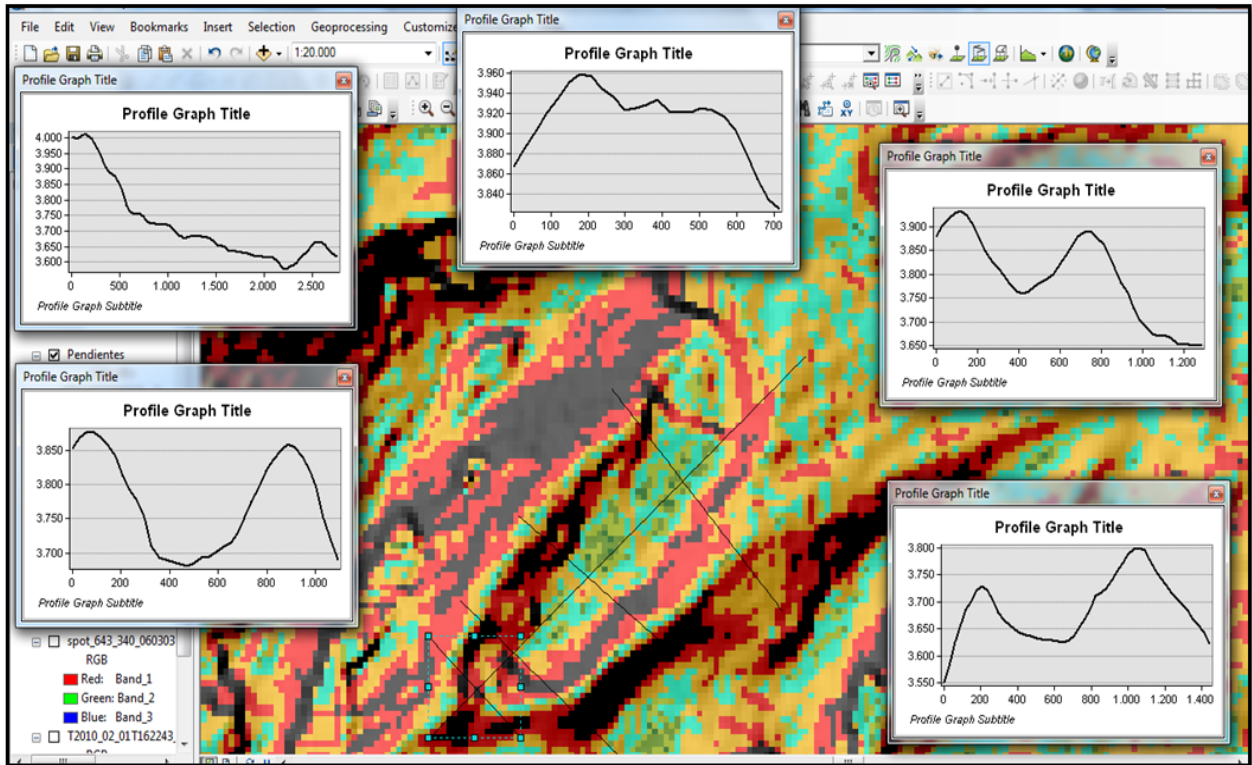 File Edit View Bookmarks Insert Selection Geoprocessing Customize
1:20.000
Profile Graph Title
Profile Graph Title
3.960
3.940
3.920
3.900
3.880
3.860
3.840
0 100 200 300 400 500 600 700
Profile Graph Subtitle
Profile Graph Title
Profile Graph Title
4.000
3.950
3.900
3.850
3.800
3.750
3.700
3.650
3.600
0 500 1.000 1.500 2.000 2.500
Profile Graph Subtitle
Profile Graph Title
Profile Graph Title
3.900
3.850
3.800
3.750
3.700
3.650
0 200 400 600 800 1.000 1.200
Profile Graph Subtitle
Pendientes
Profile Graph Title
Profile Graph Title
3.850
3.800
3.750
3.700
0 200 400 600 800 1.000
Profile Graph Subtitle
Profile Graph Title
Profile Graph Title
3.800
3.750
3.700
3.650
3.600
3.550
0 200 400 600 800 1.000 1.200 1.400
Profile Graph Subtitle
spot_643_340_060303
RGB
Red: Band_1
Green: Band_2
Blue: Band_3
T2010_02_01T162243_
XY